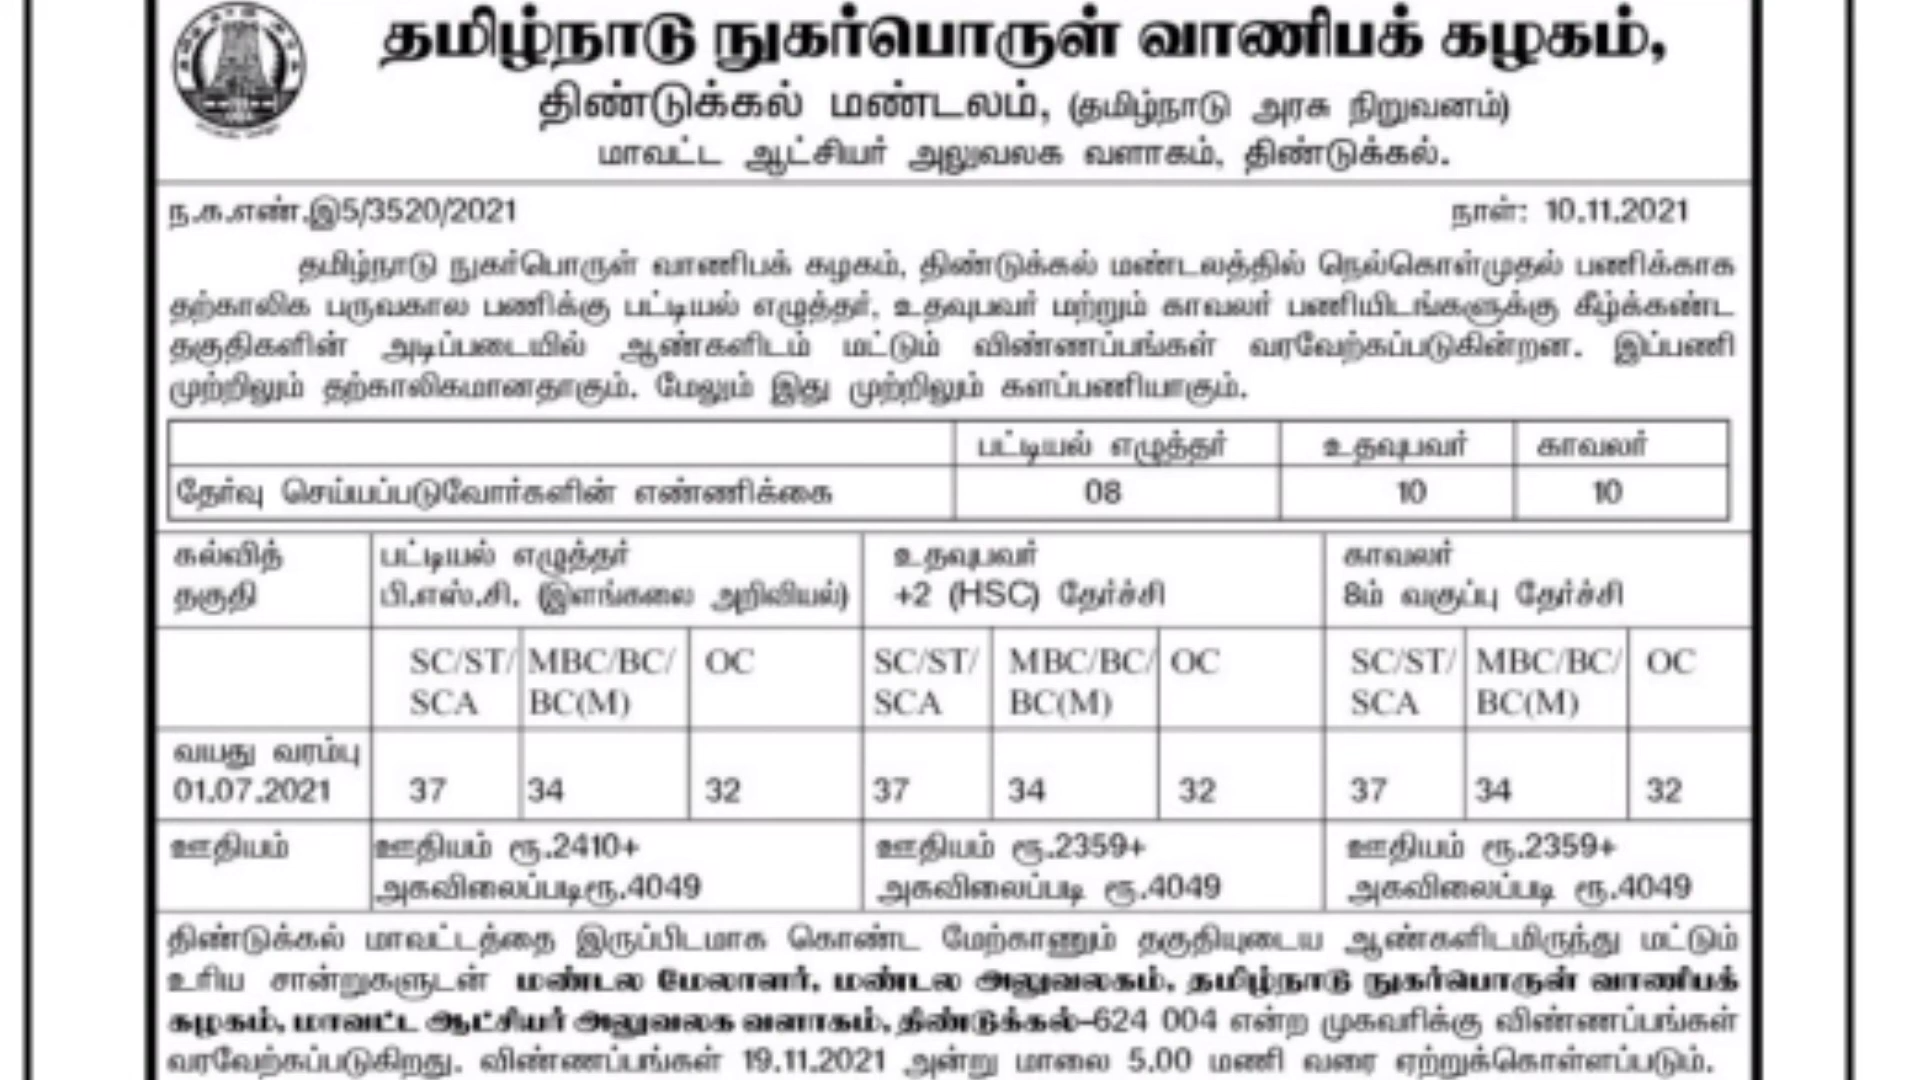 தமிழ்நாடு நுகர்பொருள் வாணிபக் கழகம்,
திண்டுக்கல் மண்டலம், (தமிழ்நாடு அரசு நிறுவனம்)
மாவட்ட ஆட்சியர் அலுவலக வளாகம், திண்டுக்கல்.
ந.க.எண்.இ5/3520/2021 நாள்: 10.11.2021
தமிழ்நாடு நுகர்பொருள் வாணிபக் கழகம், திண்டுக்கல் மண்டலத்தில் நெல்கொள்முதல் பணிக்காக
தற்காலிக பருவகால பணிக்கு பட்டியல் எழுத்தர், உதவுபவர் மற்றும் காவலர் பணியிடங்களுக்கு கீழ்க்கண்ட
தகுதிகளின் அடிப்படையில் ஆண்களிடம் மட்டும் விண்ணப்பங்கள் வரவேற்கப்படுகின்றன. இப்பணி
முற்றிலும் தற்காலிகமானதாகும். மேலும் இது முற்றிலும் களப்பணியாகும்.
பட்டியல் எழுத்தர் உதவுபவர் காவலர்
தேர்வு செய்யப்படுவோர்களின் எண்ணிக்கை 08 10 10
கல்வித் பட்டியல் எழுத்தர் உதவுபவர் காவலர்
தகுதி பி.எஸ்.சி. (இளங்கலை அறிவியல்) +2 (HSC) தேர்ச்சி 8ம் வகுப்பு தேர்ச்சி
SC/ST/ MBC/BC/ OC SC/ST/ MBC/BC/ OC SC/ST/ MBC/BC/ OC
SCA BC(M) SCA BC(M) SCA BC(M)
வயது வரம்பு
01.07.2021 37 34 32 37 34 32 37 34 32
ஊதியம் ஊதியம் ரூ.2410+ ஊதியம் ரூ.2359+ ஊதியம் ரூ.2359+
அகவிலைப்படிரூ.4049 அகவிலைப்படி ரூ.4049 அகவிலைப்படி ரூ.4049
திண்டுக்கல் மாவட்டத்தை இருப்பிடமாக கொண்ட மேற்காணும் தகுதியுடைய ஆண்களிடமிருந்து மட்டும்
உரிய சான்றுகளுடன் மண்டல மேலாளர், மண்டல அலுவலகம், தமிழ்நாடு நுகர்பொருள் வாணிபக்
கழகம், மாவட்ட ஆட்சியர் அலுவலக வளாகம், திண்டுக்கல்–624 004 என்ற முகவரிக்கு விண்ணப்பங்கள்
வரவேற்கப்படுகிறது. விண்ணப்பங்கள் 19.11.2021 அன்று மாலை 5.00 மணி வரை ஏற்றுக்கொள்ளப்படும்.